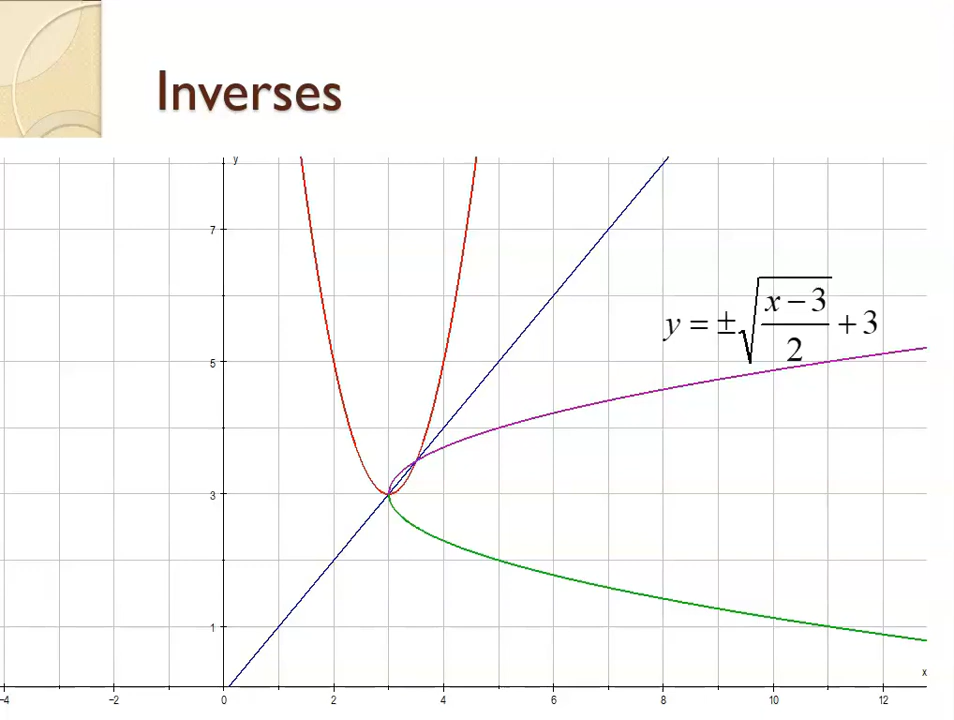 Inverses
y
7
y = ±√((x − 3)/2) + 3
5
3
1
x
−4 −2 0 2 4 6 8 10 12